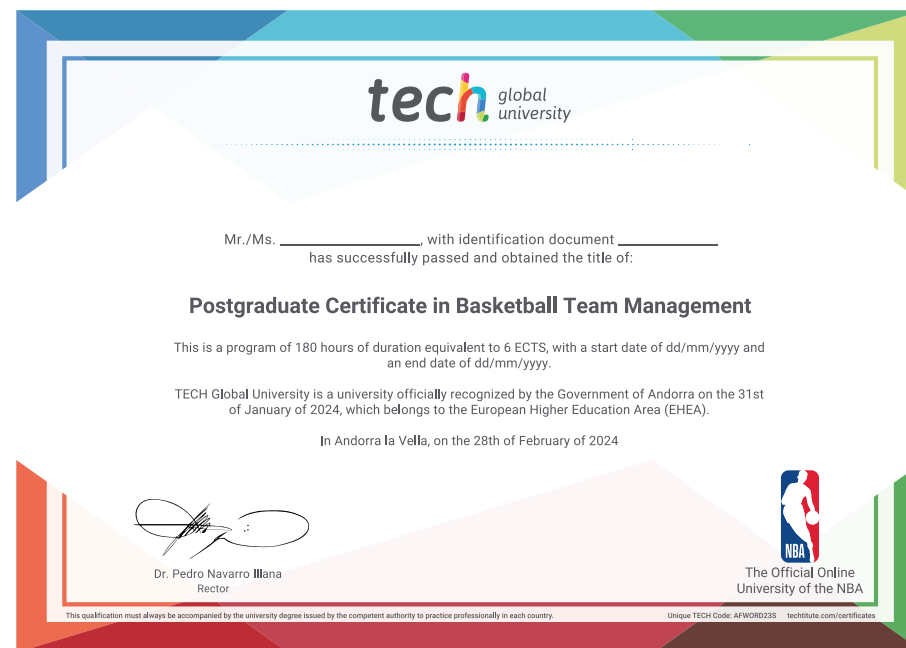 tech global university
Mr./Ms. ____________, with identification document ____________
has successfully passed and obtained the title of:
Postgraduate Certificate in Basketball Team Management
This is a program of 180 hours of duration equivalent to 6 ECTS, with a start date of dd/mm/yyyy and
an end date of dd/mm/yyyy.
TECH Global University is a university officially recognized by the Government of Andorra on the 31st
of January of 2024, which belongs to the European Higher Education Area (EHEA).
In Andorra la Vella, on the 28th of February of 2024
Dr. Pedro Navarro Illana
Rector
NBA
The Official Online
University of the NBA
This qualification must always be accompanied by the university degree issued by the competent authority to practice professionally in each country.
Unique TECH Code: AFWORD23S techtitute.com/certificates